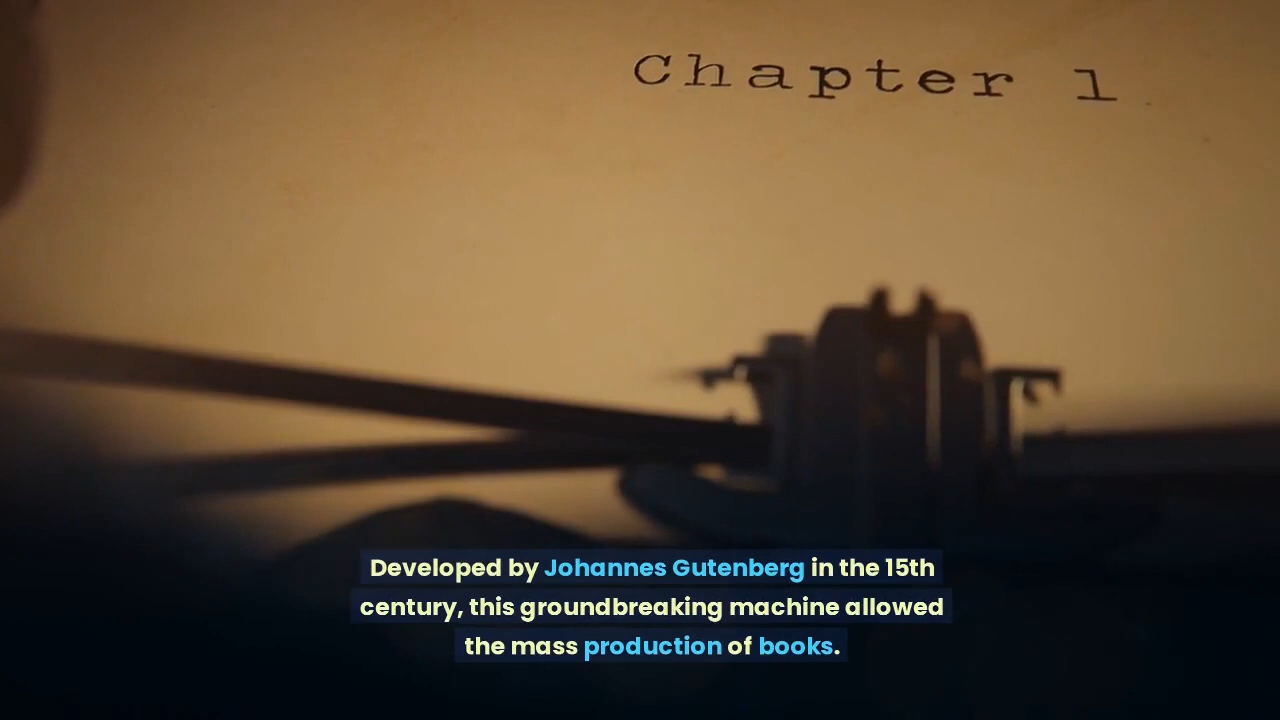 Chapter 1
Developed by Johannes Gutenberg in the 15th
century, this groundbreaking machine allowed
the mass production of books.